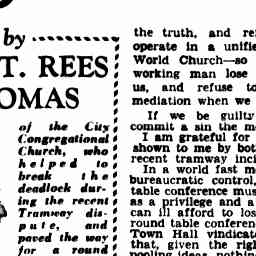 by
T. REES
OMAS
of the City
Congregational
Church, who
helped to
break the
deadlock dur-
ing the recent
Tramway dis-
pute, and
paved the way
for a round
the truth, and
operate in a unifie
World Church—so
working man lose
us, and refuse to
mediation when we
If we be guilty
commit a sin the m
I am grateful for
shown to me by bot
recent tramway inci
In a world fast m
bureaucratic control,
table conference mus
as a privilege and a
can ill afford to los
round table conferen
Town Hall vindicat
that, given the righ
pooling ideas, nothin